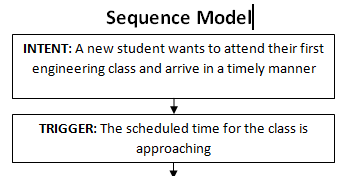 Sequence Model
INTENT: A new student wants to attend their first
engineering class and arrive in a timely manner
TRIGGER: The scheduled time for the class is
approaching